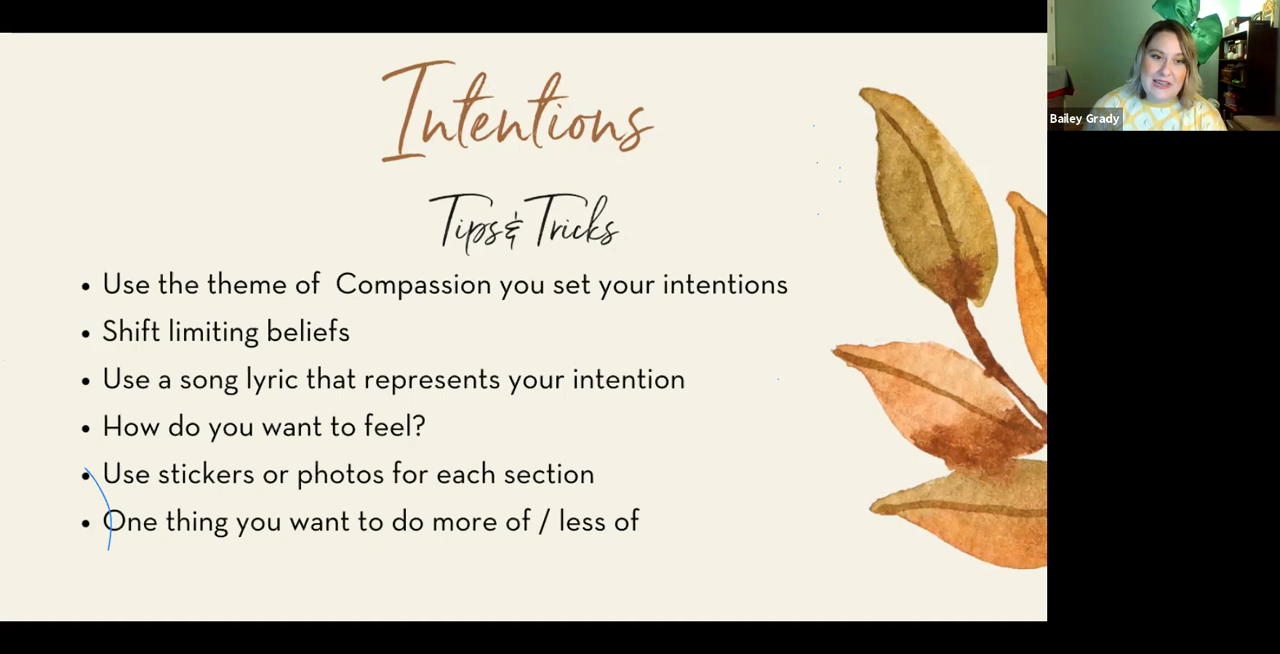 Intentions
Tips & Tricks
• Use the theme of  Compassion you set your intentions
• Shift limiting beliefs
• Use a song lyric that represents your intention
• How do you want to feel?
• Use stickers or photos for each section
• One thing you want to do more of / less of
Bailey Grady